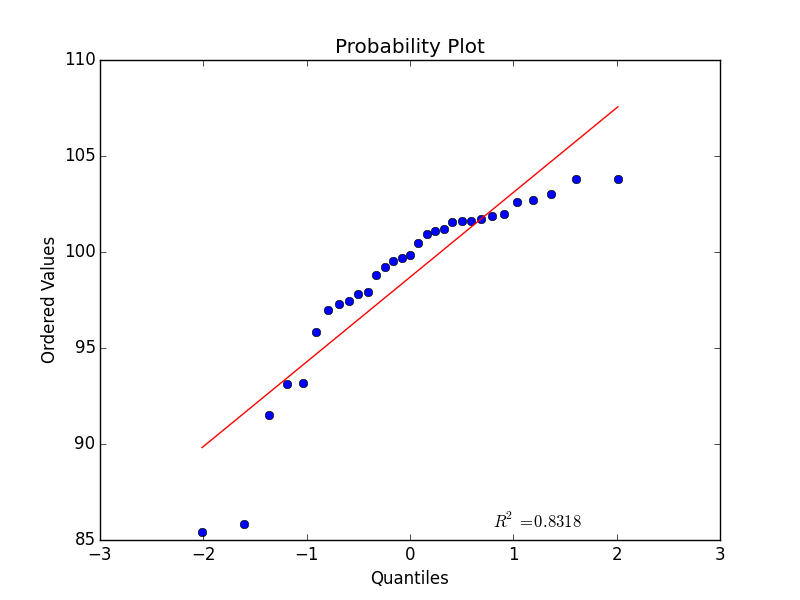 Probability Plot
110
105
100
95
90
85
Ordered Values
−3 −2 −1 0 1 2 3
Quantiles
R² =0.8318